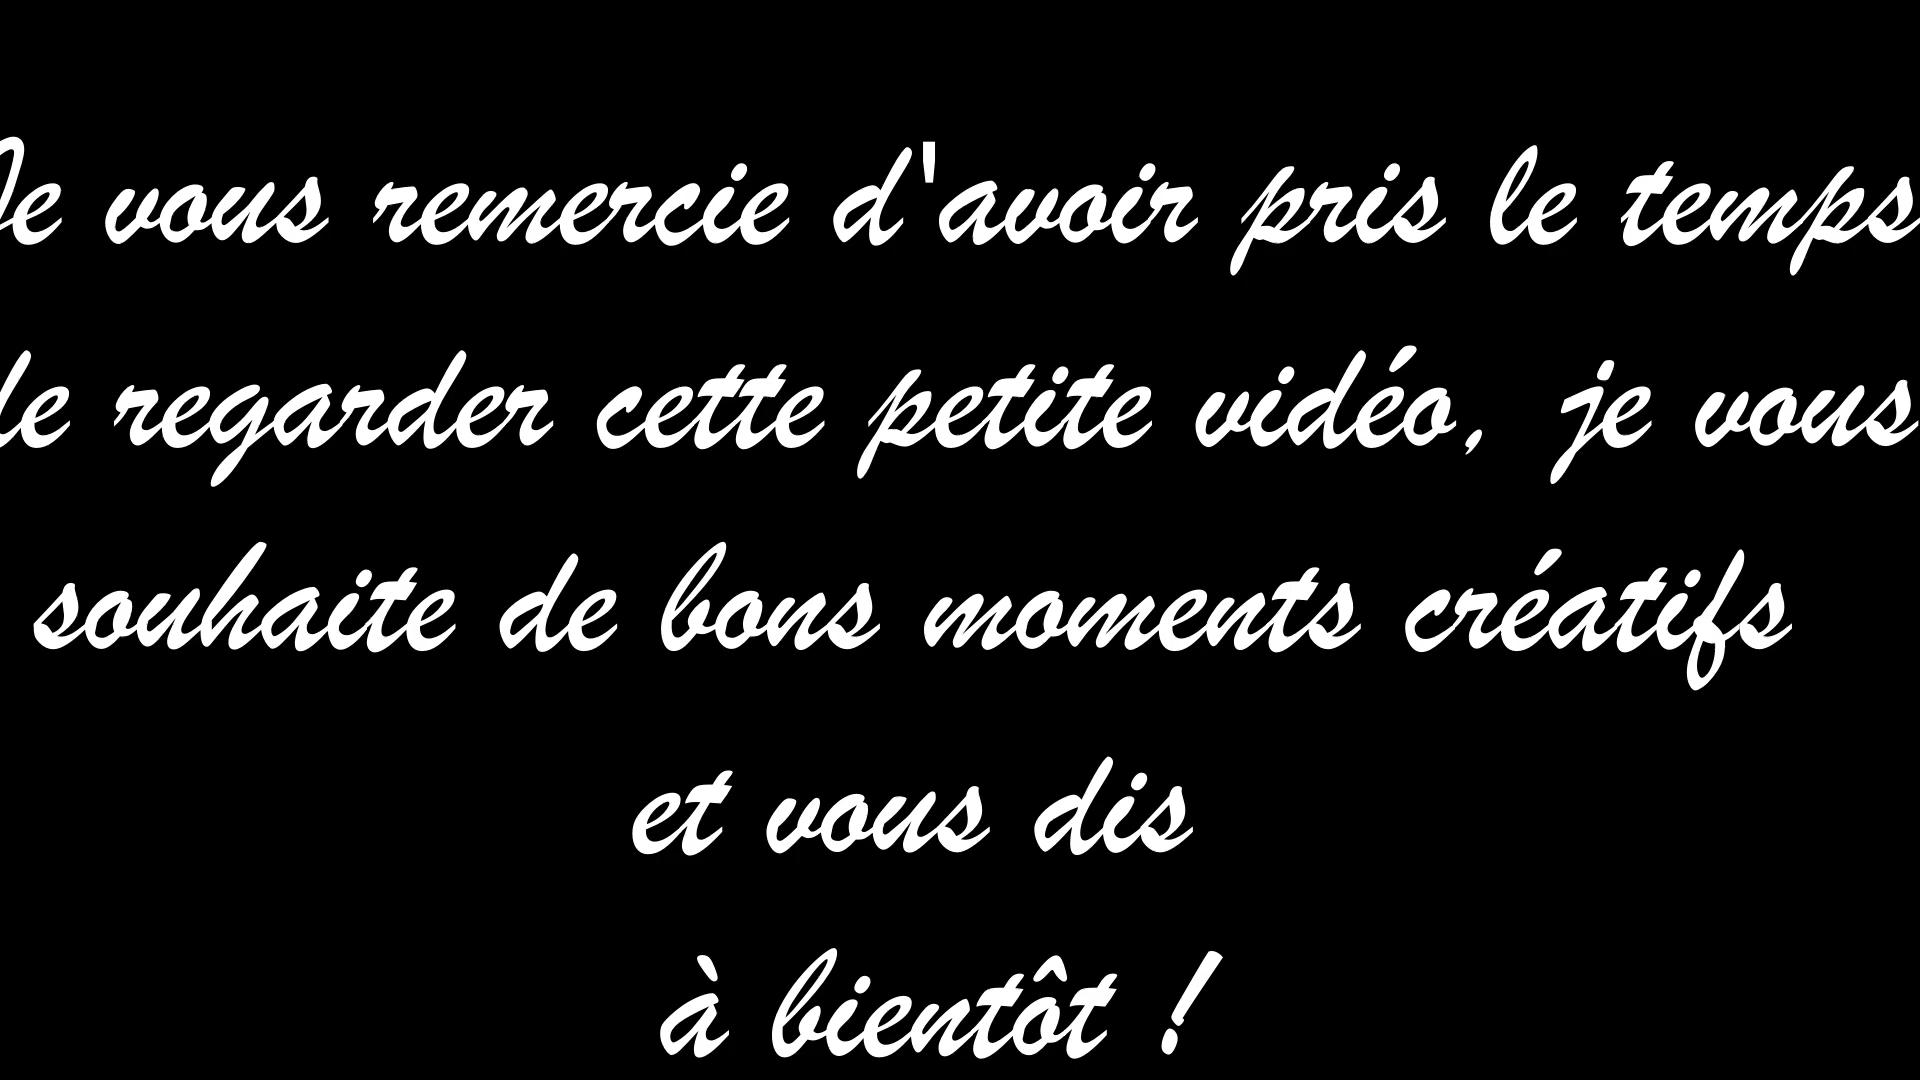 Je vous remercie d'avoir pris le temps
de regarder cette petite vidéo, je vous
souhaite de bons moments créatifs
et vous dis
à bientôt !